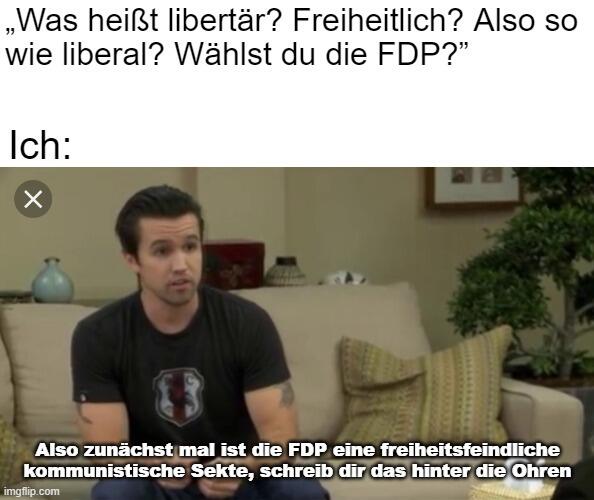 „Was heißt libertär? Freiheitlich? Also so
wie liberal? Wählst du die FDP?”
Ich:
Also zunächst mal ist die FDP eine freiheitsfeindliche
kommunistische Sekte, schreib dir das hinter die Ohren
imgflip.com